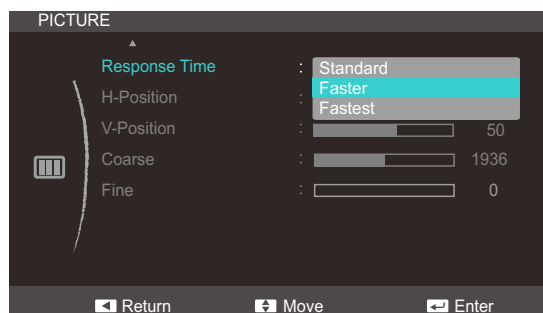 PICTURE
Response Time : Standard
Faster
H-Position :
Fastest
V-Position : 50
Coarse : 1936
Fine : 0
Return Move Enter